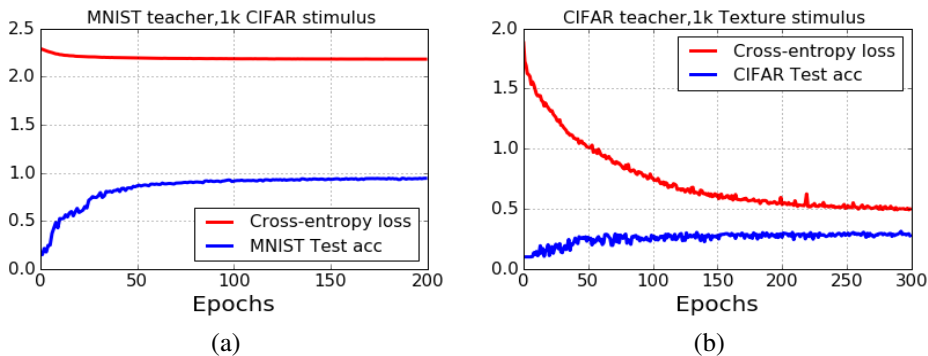 MNIST teacher,1k CIFAR stimulus
2.5
2.0
1.5
1.0
0.5
0.0
0
50
100
150
200
Cross-entropy loss
MNIST Test acc
Epochs
(a)
CIFAR teacher,1k Texture stimulus
2.0
1.5
1.0
0.5
0.0
0
50
100
150
200
250
300
Cross-entropy loss
CIFAR Test acc
Epochs
(b)